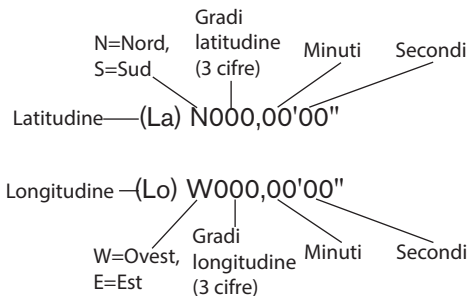 N=Nord,
S=Sud
Gradi
latitudine
(3 cifre)
Minuti
Secondi
Latitudine
(La) N000,00'00"
Longitudine
(Lo) W000,00'00"
W=Ovest,
E=Est
Gradi
longitudine
(3 cifre)
Minuti
Secondi